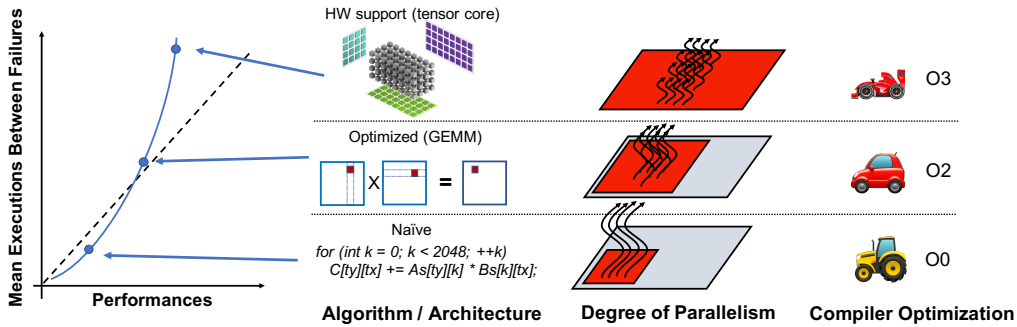 Mean Executions Between Failures
Performances
HW support (tensor core)
Optimized (GEMM)
X =
Naïve
for (int k = 0; k < 2048; ++k)
C[ty][tx] += As[ty][k] * Bs[k][tx];
Algorithm / Architecture
Degree of Parallelism
O3
O2
O0
Compiler Optimization